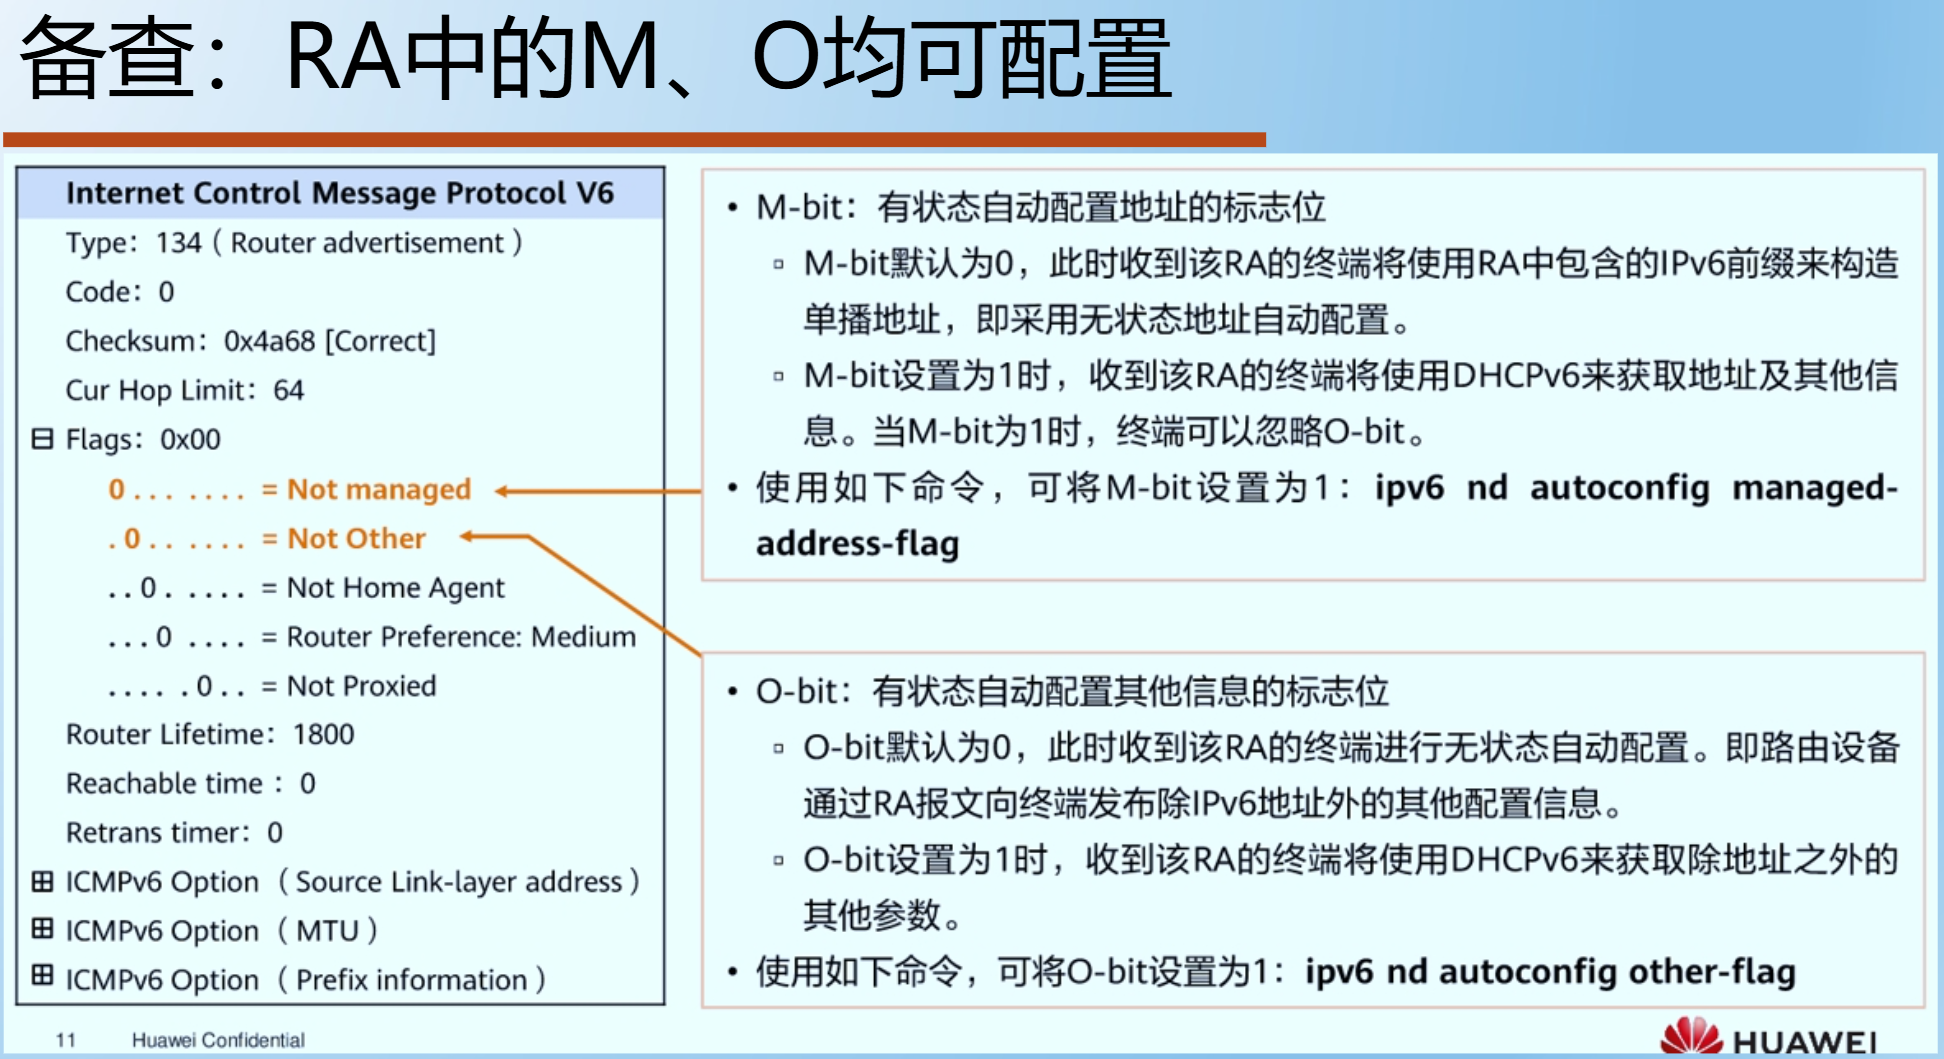 备查：RA中的M、O均可配置
Internet Control Message Protocol V6
Type：134（Router advertisement）
Code：0
Checksum：0x4a68 [Correct]
Cur Hop Limit：64
Flags：0x00
0... .... = Not managed
.0.. .... = Not Other
..0. .... = Not Home Agent
...0 .... = Router Preference: Medium
.... .0.. = Not Proxied
Router Lifetime：1800
Reachable time ：0
Retrans timer：0
ICMPv6 Option （Source Link-layer address）
ICMPv6 Option （MTU）
ICMPv6 Option （Prefix information）
• M-bit：有状态自动配置地址的标志位
▫ M-bit默认为0，此时收到该RA的终端将使用RA中包含的IPv6前缀来构造
单播地址，即采用无状态地址自动配置。
▫ M-bit设置为1时，收到该RA的终端将使用DHCPv6来获取地址及其他信
息。当M-bit为1时，终端可以忽略O-bit。
• 使用如下命令，可将M-bit设置为1：ipv6 nd autoconfig managed-
address-flag
• O-bit：有状态自动配置其他信息的标志位
▫ O-bit默认为0，此时收到该RA的终端进行无状态自动配置。即路由设备
通过RA报文向终端发布除IPv6地址外的其他配置信息。
▫ O-bit设置为1时，收到该RA的终端将使用DHCPv6来获取除地址之外的
其他参数。
• 使用如下命令，可将O-bit设置为1：ipv6 nd autoconfig other-flag
11 Huawei Confidential
HUAWEI